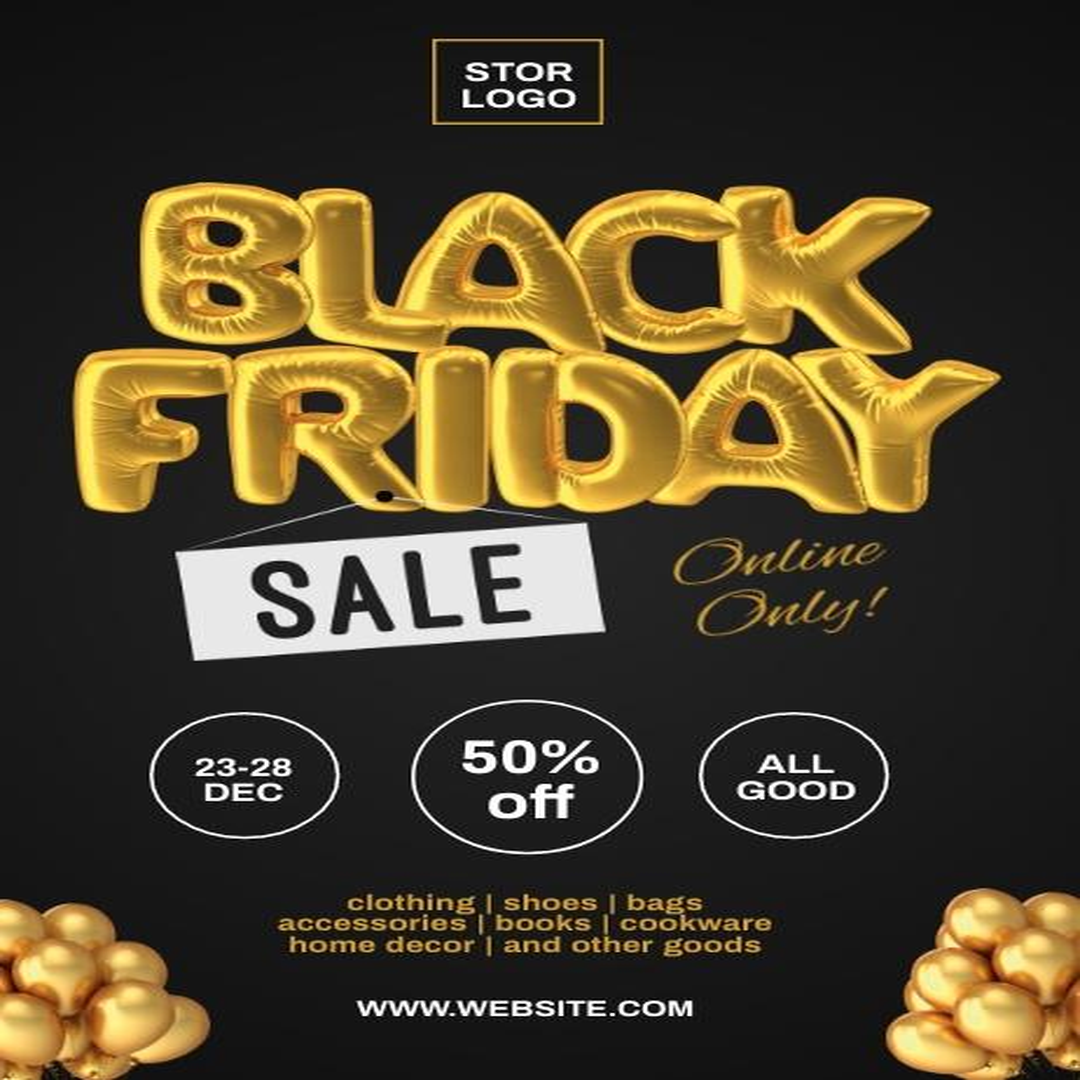 STOR
LOGO
BLACK
FRIDAY
SALE
Online
Only!
23-28
DEC
50%
off
ALL
GOOD
clothing | shoes | bags
accessories | books | cookware
home decor | and other goods
WWW.WEBSITE.COM